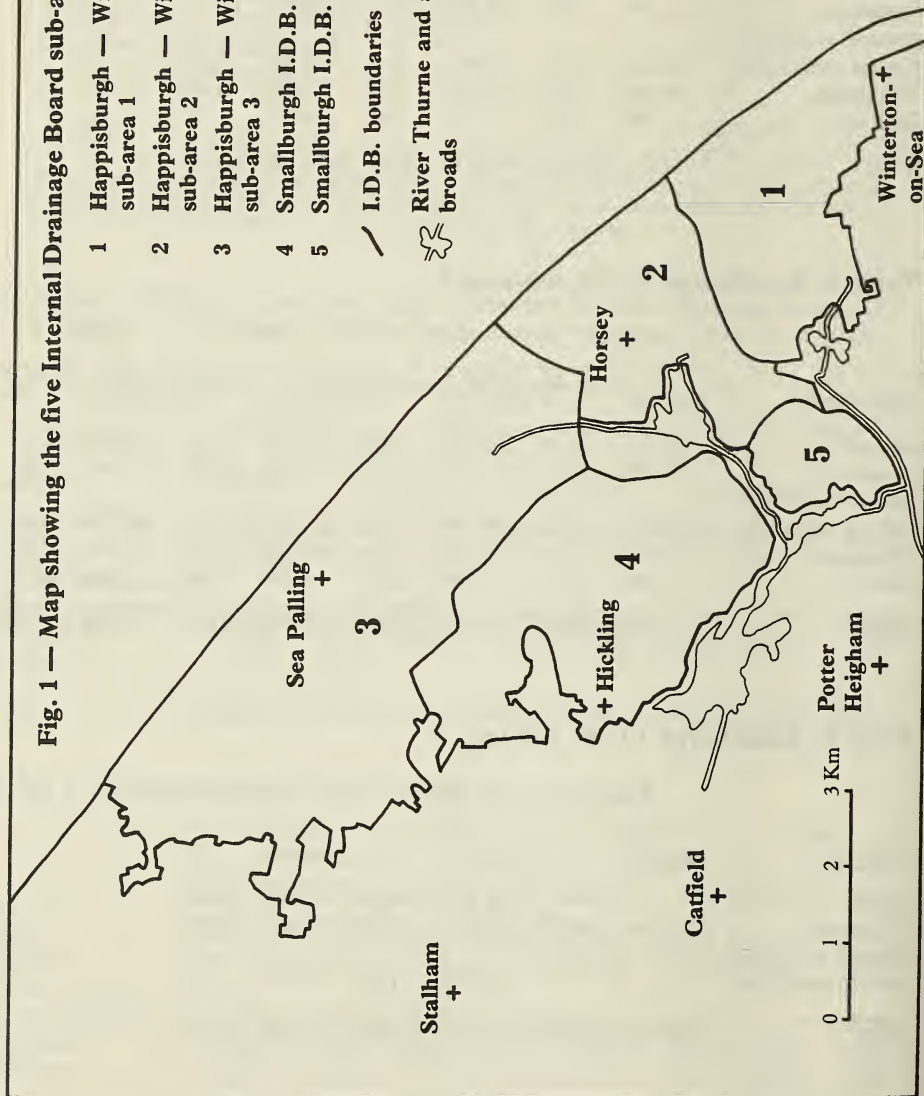 Fig. 1 — Map showing the five Internal Drainage Board
1 Happisburgh —
sub-area 1
2 Happisburgh —
sub-area 2
3 Happisburgh —
sub-area 3
4 Smallburgh I.D.B.
5 Smallburgh I.D.B.
I.D.B. boundaries
River Thurne and
broads
Sea Palling
3
Horsey
2
1
Winterton-
on-Sea
4
5
Hickling
Stalham
Catfield
Potter
Heigham
0 1 2 3 Km